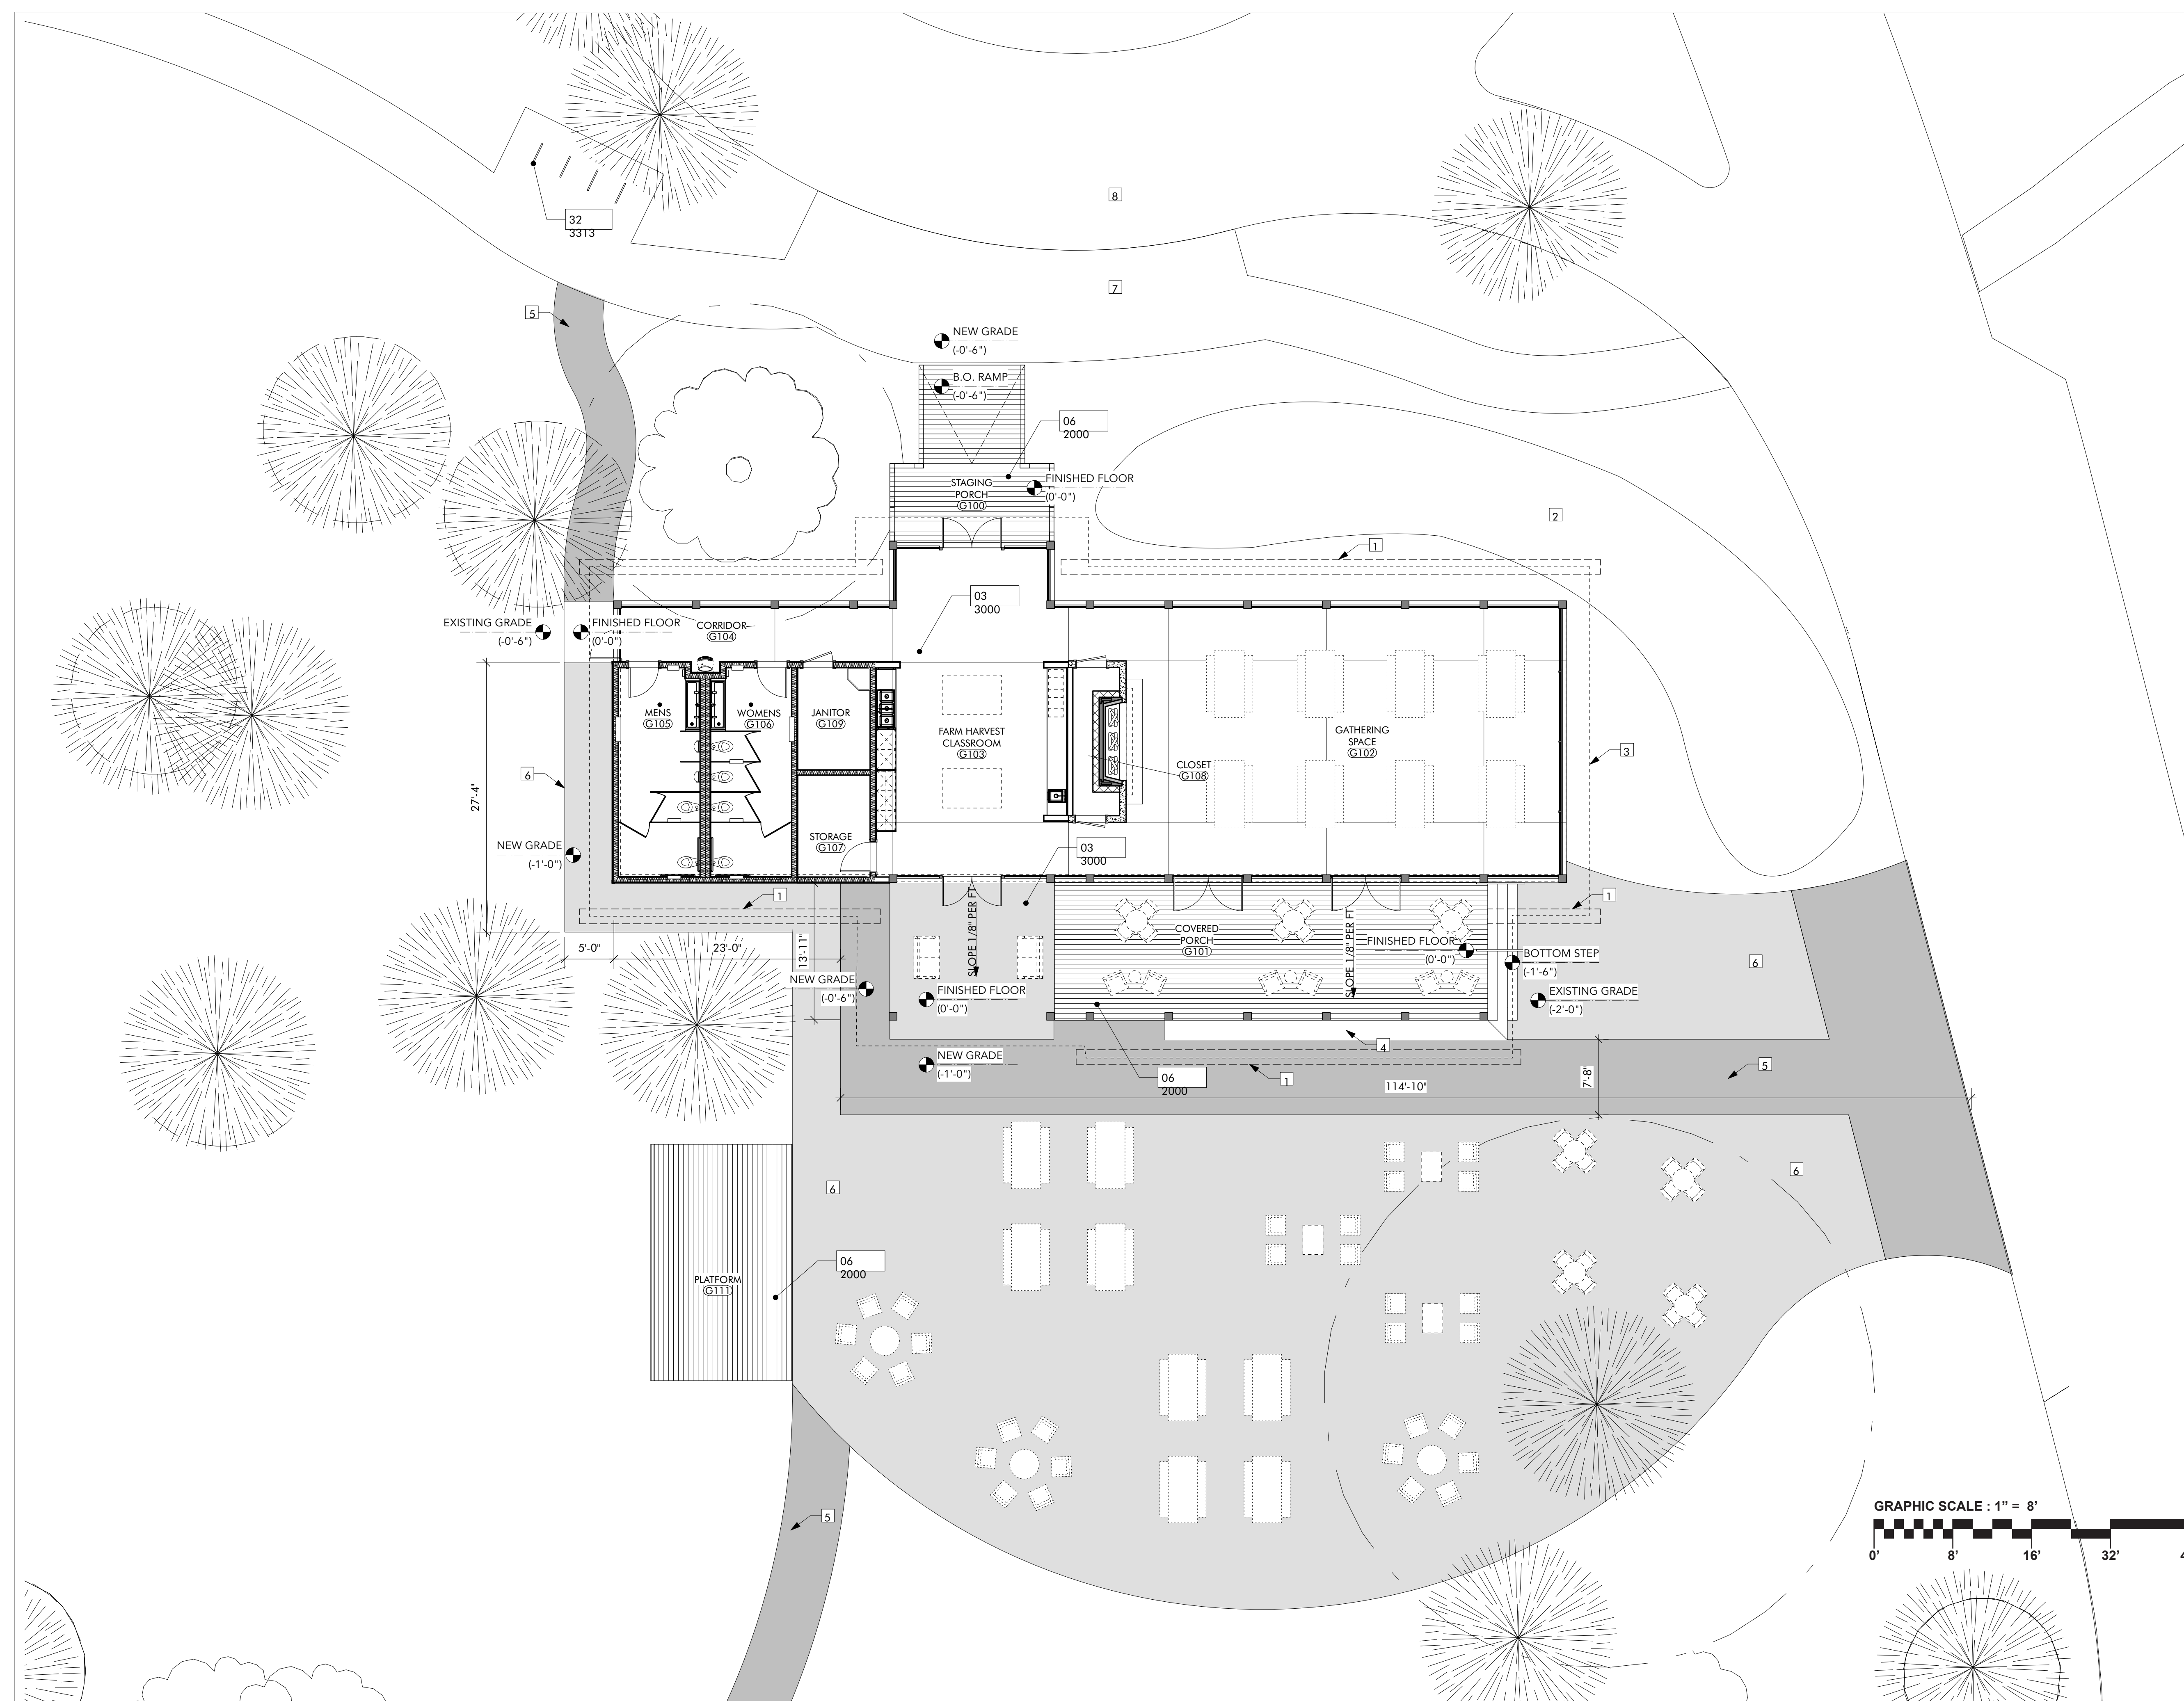 8
32
3313
7
5
NEW GRADE
(-0'-6")
B.O. RAMP
(-0'-6")
06
2000
STAGING
PORCH
G100
FINISHED FLOOR
(0'-0")
2
1
03
3000
EXISTING GRADE
(-0'-6")
FINISHED FLOOR
(0'-0")
CORRIDOR
G104
MENS
G105
WOMENS
G106
JANITOR
G109
FARM HARVEST
CLASSROOM
G103
GATHERING
SPACE
G102
3
CLOSET
G108
6
27'-4"
STORAGE
G107
NEW GRADE
(-1'-0")
03
3000
1
1
5'-0"
23'-0"
13'-11"
SLOPE 1/8" PER FT
COVERED
PORCH
G101
SLOPE 1/8" PER FT
FINISHED FLOOR
(0'-0")
BOTTOM STEP
(-1'-6")
6
NEW GRADE
(-0'-6")
FINISHED FLOOR
(0'-0")
EXISTING GRADE
(-2'-0")
4
NEW GRADE
(-1'-0")
06
2000
1
114'-10"
7'-8"
5
6
6
06
2000
PLATFORM
G111
5
GRAPHIC SCALE : 1" = 8'
0'
8'
16'
32'